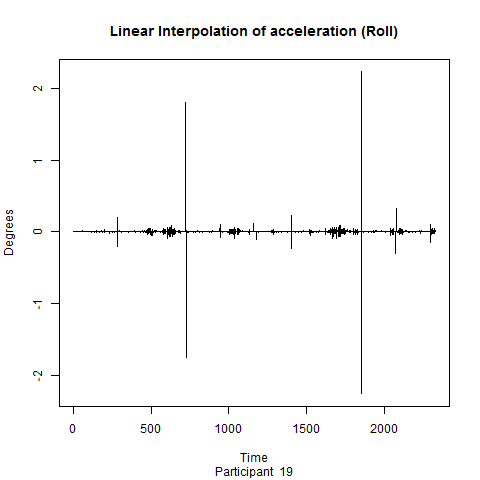 Linear Interpolation of acceleration (Roll)
Degrees
2
1
0
-1
-2
0 500 1000 1500 2000
Time
Participant 19